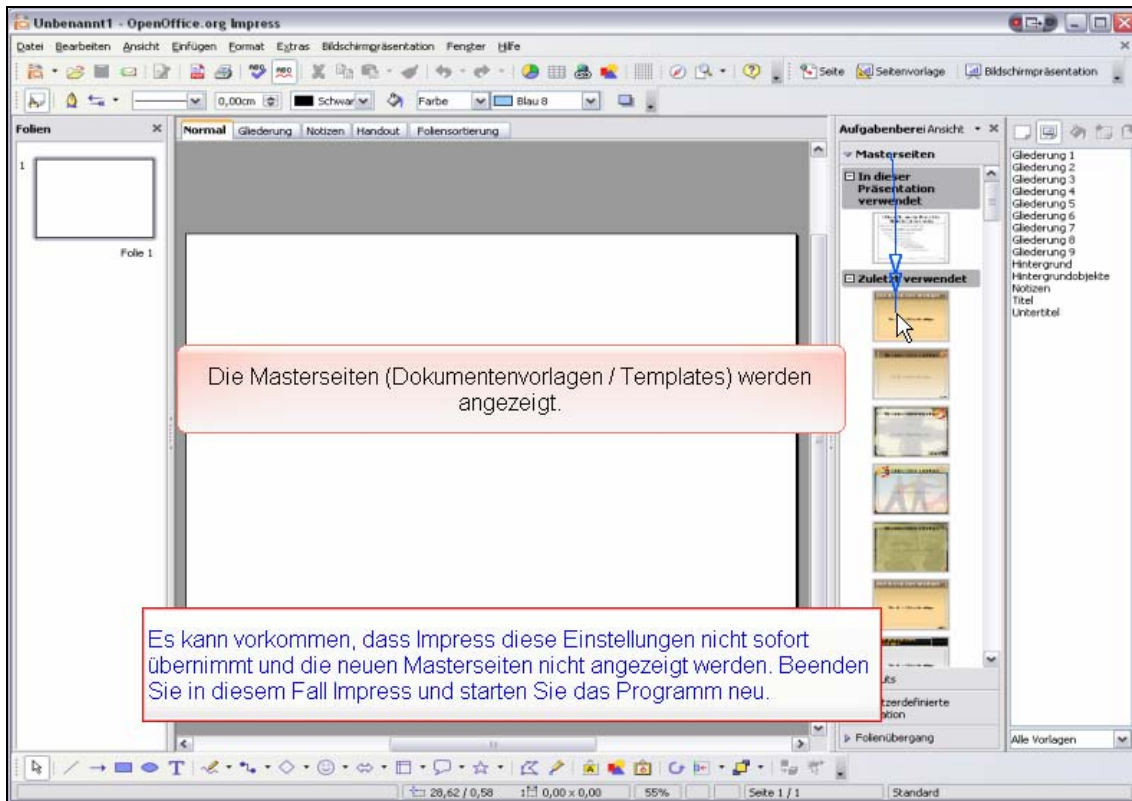 Unbenannt1 - OpenOffice.org Impress
Datei Bearbeiten Ansicht Einfügen Format Extras Bildschirmpräsentation Fenster Hilfe
Seite Seitenvorlage Bildschirmpräsentation
0,00cm Schwar Farbe Blau 8
Folien
1
Folie 1
Normal Gliederung Notizen Handout Foliensortierung
Aufgabenberei Ansicht
Masterseiten
In dieser
Präsentation
verwendet
Zuletzt verwendet
Gliederung 1
Gliederung 2
Gliederung 3
Gliederung 4
Gliederung 5
Gliederung 6
Gliederung 7
Gliederung 8
Gliederung 9
Hintergrund
Hintergrundobjekte
Notizen
Titel
Untertitel
Die Masterseiten (Dokumentenvorlagen / Templates) werden
angezeigt.
Es kann vorkommen, dass Impress diese Einstellungen nicht sofort
übernimmt und die neuen Masterseiten nicht angezeigt werden. Beenden
Sie in diesem Fall Impress und starten Sie das Programm neu.
uts
tzerdefinierte
ation
Folienübergang
Alle Vorlagen
28,62 / 0,58 0,00 x 0,00 55% Seite 1 / 1 Standard